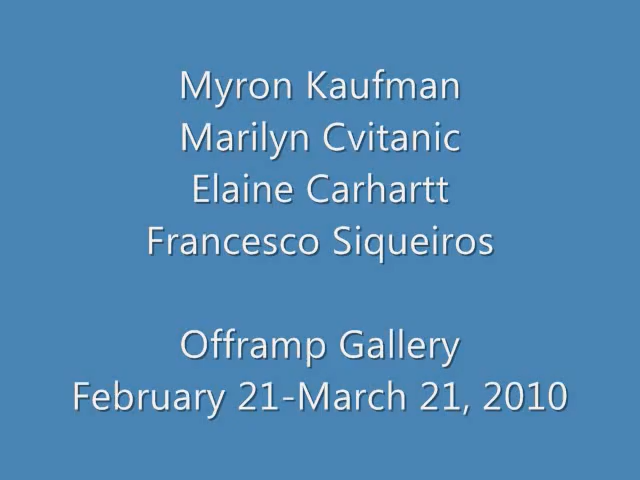 Myron Kaufman
Marilyn Cvitanic
Elaine Carhartt
Francesco Siqueiros
Offramp Gallery
February 21-March 21, 2010